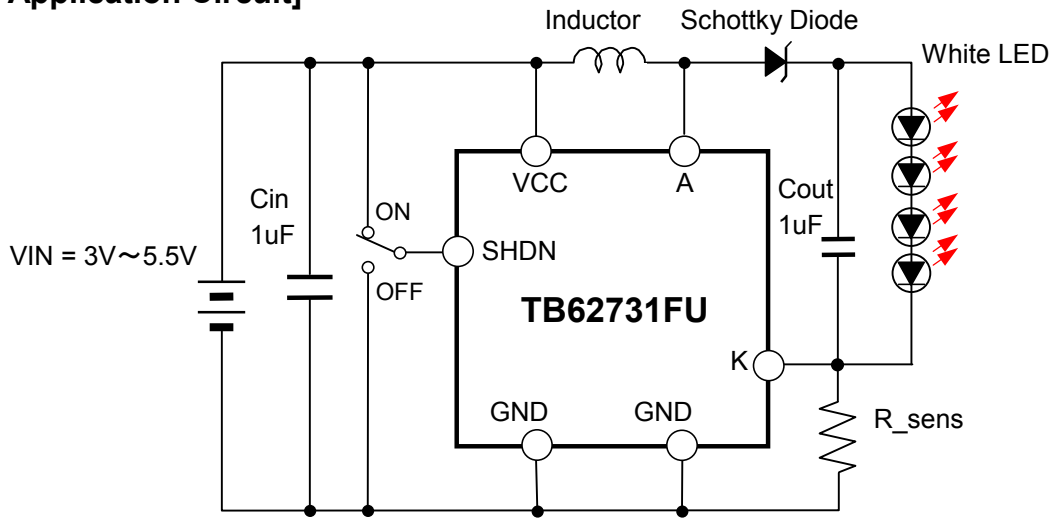 Application Circuit]
Inductor
Schottky Diode
White LED
VCC
A
Cin
1uF
ON
Cout
1uF
VIN = 3V～5.5V
SHDN
OFF
TB62731FU
K
GND
GND
R_sens